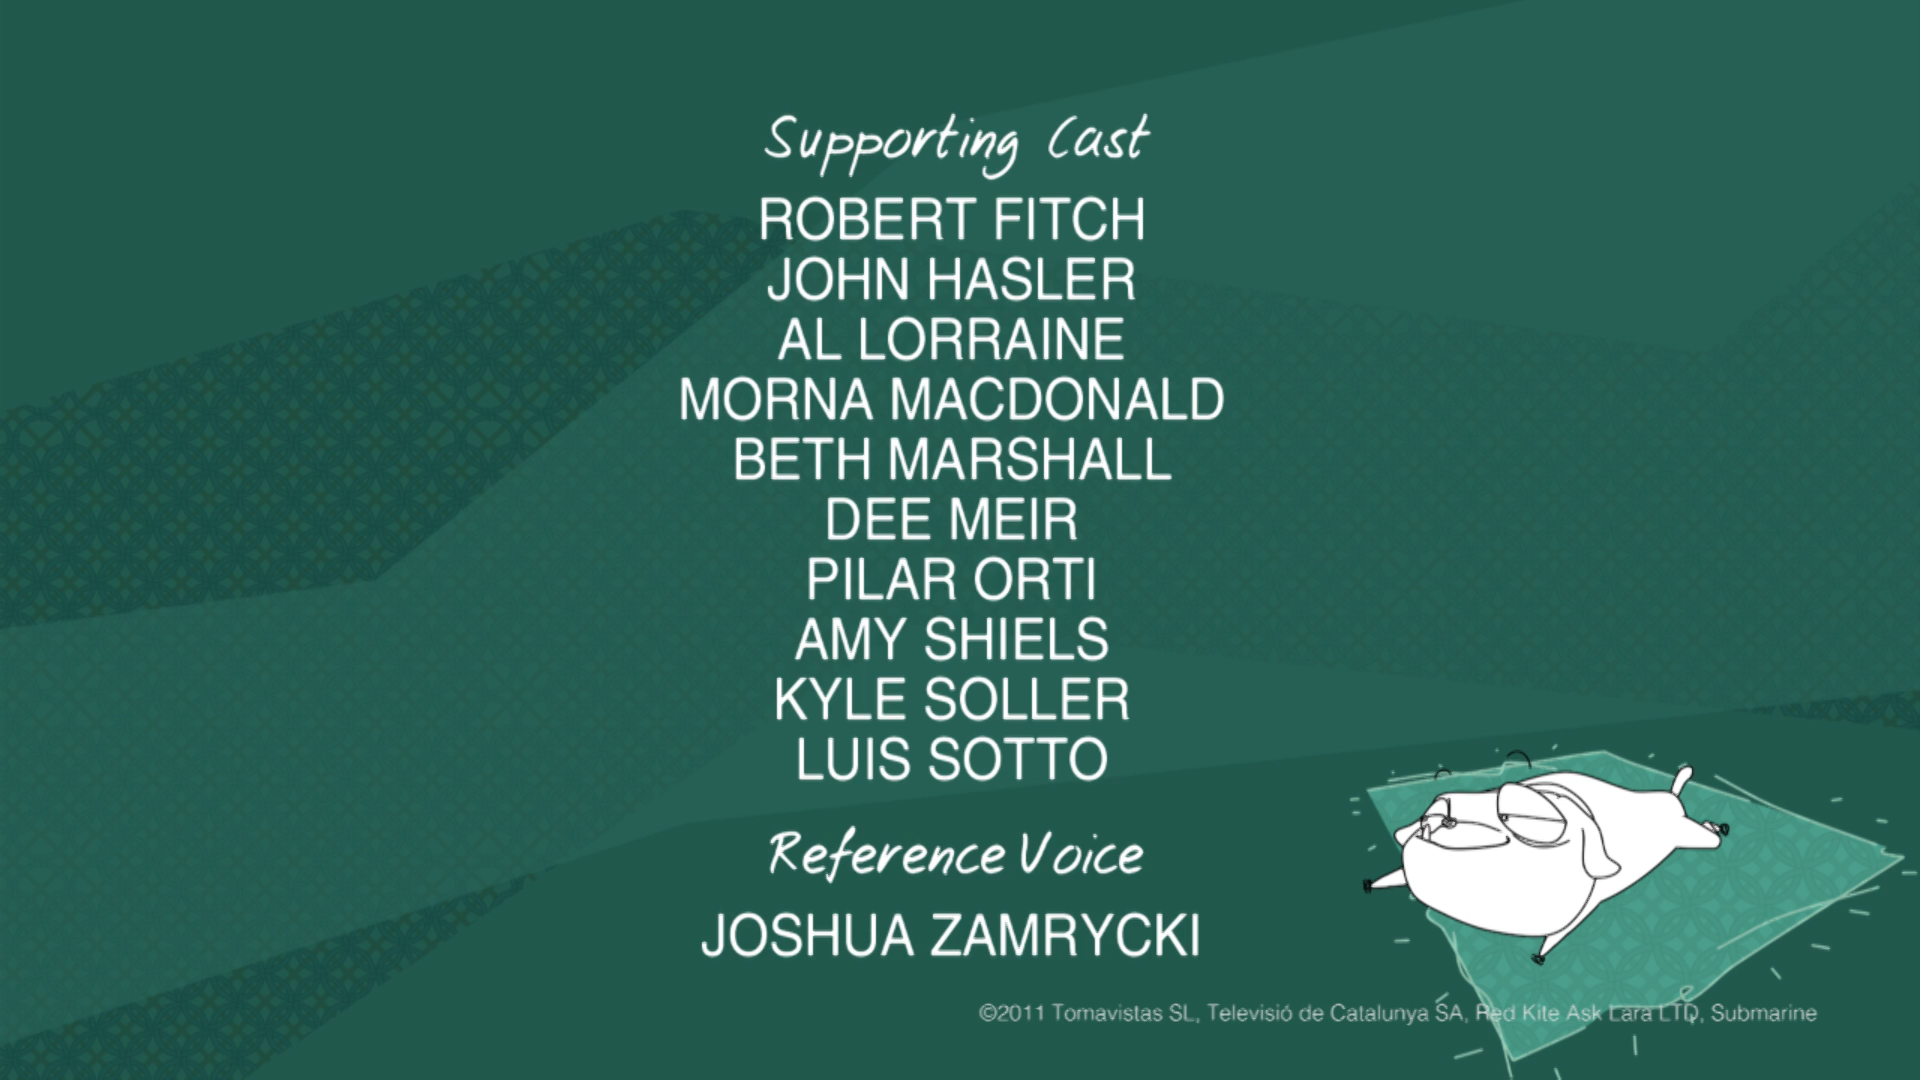 Supporting Cast
ROBERT FITCH
JOHN HASLER
AL LORRAINE
MORNA MACDONALD
BETH MARSHALL
DEE MEIR
PILAR ORTI
AMY SHIELS
KYLE SOLLER
LUIS SOTTO
Reference Voice
JOSHUA ZAMRYCKI
©2011 Tomavistas SL, Televisió de Catalunya SA, Red Kite Ask Lara LTD, Submarine